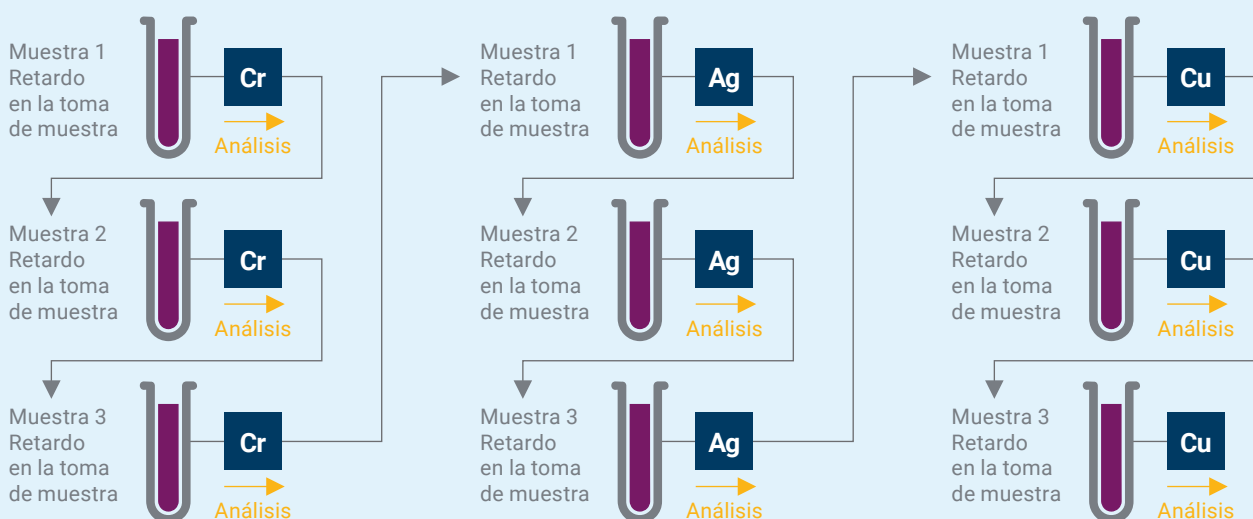 Muestra 1
Retardo
en la toma
de muestra
Cr
Análisis
Muestra 2
Retardo
en la toma
de muestra
Cr
Análisis
Muestra 3
Retardo
en la toma
de muestra
Cr
Análisis
Muestra 1
Retardo
en la toma
de muestra
Ag
Análisis
Muestra 2
Retardo
en la toma
de muestra
Ag
Análisis
Muestra 3
Retardo
en la toma
de muestra
Ag
Análisis
Muestra 1
Retardo
en la toma
de muestra
Cu
Análisis
Muestra 2
Retardo
en la toma
de muestra
Cu
Análisis
Muestra 3
Retardo
en la toma
de muestra
Cu
Análisis